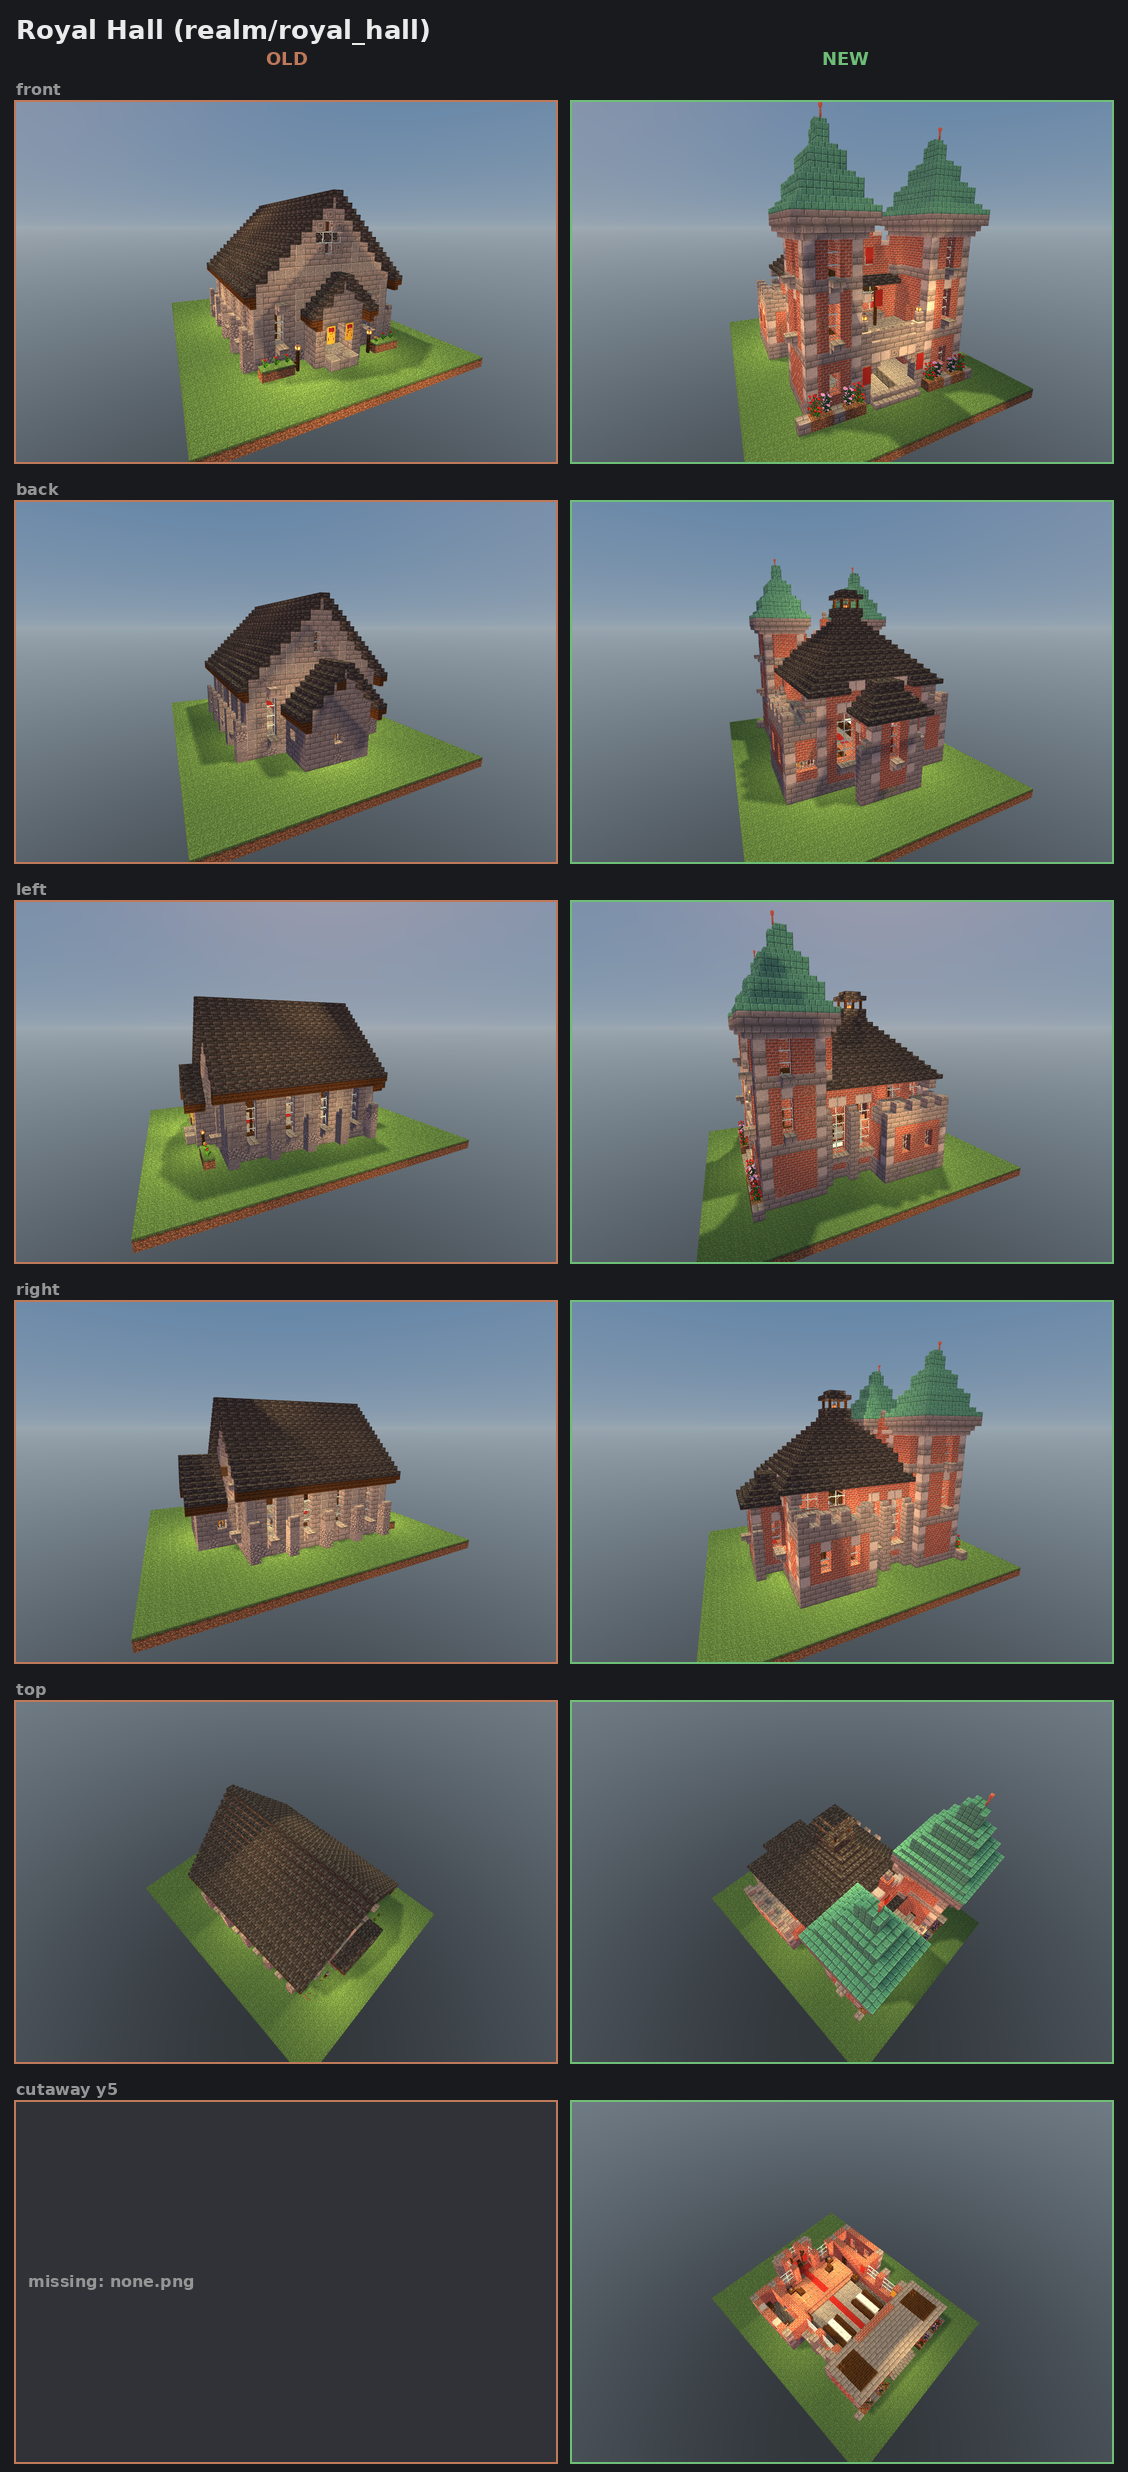 Royal Hall (realm/royal_hall)
OLD NEW
front
back
left
right
top
cutaway y5
missing: none.png